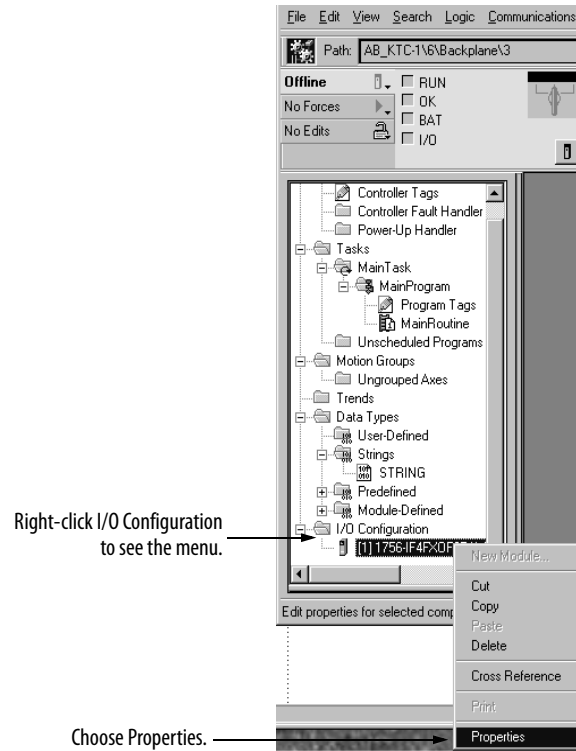 File Edit View Search Logic Communications
Path: AB_KTC-1\6\Backplane\3
Offline
RUN
No Forces
OK
No Edits
BAT
I/O
Controller Tags
Controller Fault Handler
Power-Up Handler
Tasks
MainTask
MainProgram
Program Tags
MainRoutine
Unscheduled Programs
Motion Groups
Ungrouped Axes
Trends
Data Types
User-Defined
Strings
STRING
Predefined
Module-Defined
I/O Configuration
[1] 1756-IF4FXOF
Right-click I/O Configuration
to see the menu.
New Module...
Cut
Copy
Paste
Delete
Cross Reference
Print
Properties
Edit properties for selected comp
Choose Properties.